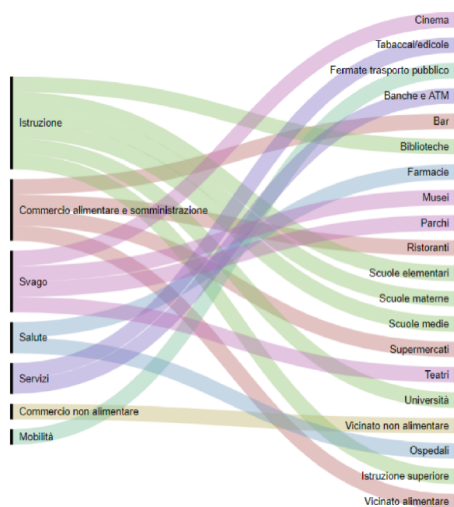 Istruzione
Commercio alimentare e somministrazione
Svago
Salute
Servizi
Commercio non alimentare
Mobilità
Cinema
Tabaccai/edicole
Fermate trasporto pubblico
Banche e ATM
Bar
Biblioteche
Farmacie
Musei
Parchi
Ristoranti
Scuole elementari
Scuole materne
Scuole medie
Supermercati
Teatri
Università
Vicinato non alimentare
Ospedali
Istruzione superiore
Vicinato alimentare